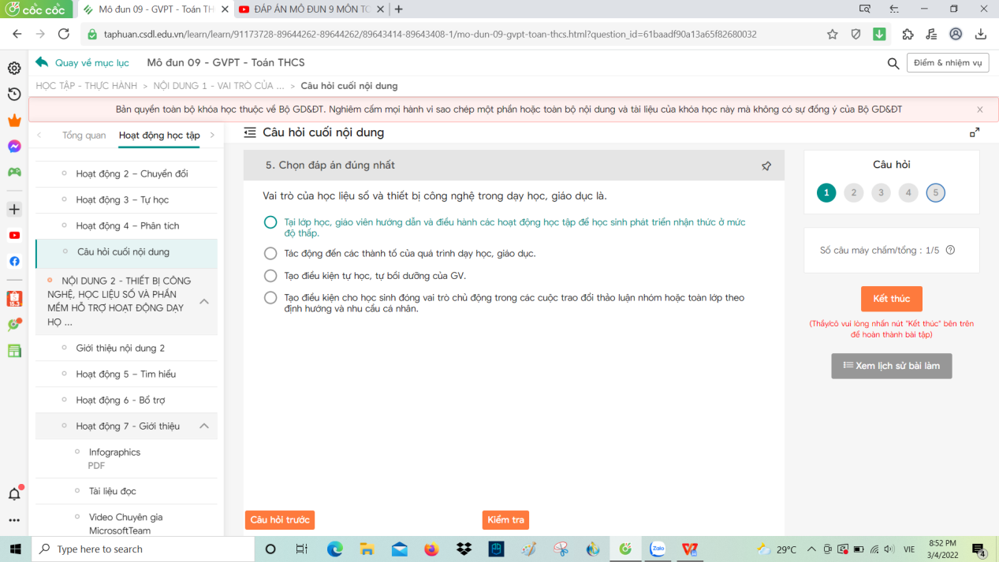 cốc cốc
Mô đun 09 - GVPT - Toán TH
ĐÁP ÁN MÔ ĐUN 9 MÔN TO
taphuan.csdl.edu.vn/learn/learn/91173728-89644262-89644262/89643414-89643408-1/mo-dun-09-gvpt-toan-thcs.html?question_id=61baadf90a13a65f82680032
Quay về mục lục
Mô đun 09 - GVPT - Toán THCS
Điểm & nhiệm vụ
HỌC TẬP - THỰC HÀNH > NỘI DUNG 1 - VAI TRÒ CỦA ... > Câu hỏi cuối nội dung
Bản quyền toàn bộ khóa học thuộc về Bộ GD&ĐT. Nghiêm cấm mọi hành vi sao chép một phần hoặc toàn bộ nội dung và tài liệu của khóa học này mà không có sự đồng ý của Bộ GD&ĐT
Tổng quan
Hoạt động học tập
Hoạt động 2 – Chuyển đổi
Hoạt động 3 – Tự học
Hoạt động 4 – Phân tích
Câu hỏi cuối nội dung
NỘI DUNG 2 - THIẾT BỊ CÔNG
NGHỆ, HỌC LIỆU SỐ VÀ PHẦN
MỀM HỖ TRỢ HOẠT ĐỘNG DẠY
HỌ ...
Giới thiệu nội dung 2
Hoạt động 5 – Tìm hiểu
Hoạt động 6 - Bổ trợ
Hoạt động 7 - Giới thiệu
Infographics
PDF
Tài liệu đọc
Video Chuyên gia
MicrosoftTeam
Câu hỏi cuối nội dung
5. Chọn đáp án đúng nhất
Vai trò của học liệu số và thiết bị công nghệ trong dạy học, giáo dục là.
Tại lớp học, giáo viên hướng dẫn và điều hành các hoạt động học tập để học sinh phát triển nhận thức ở mức
độ thấp.
Tác động đến các thành tố của quá trình dạy học, giáo dục.
Tạo điều kiện tự học, tự bồi dưỡng của GV.
Tạo điều kiện cho học sinh đóng vai trò chủ động trong các cuộc trao đổi thảo luận nhóm hoặc toàn lớp theo
định hướng và nhu cầu cá nhân.
Câu hỏi trước
Kiểm tra
Câu hỏi
1 2 3 4 5
Số câu máy chấm/tổng : 1/5
Kết thúc
(Thầy/cô vui lòng nhấn nút "Kết thúc" bên trên
để hoàn thành bài tập)
Xem lịch sử bài làm
Type here to search
Zalo
29°C
VIE
8:52 PM
3/4/2022
4